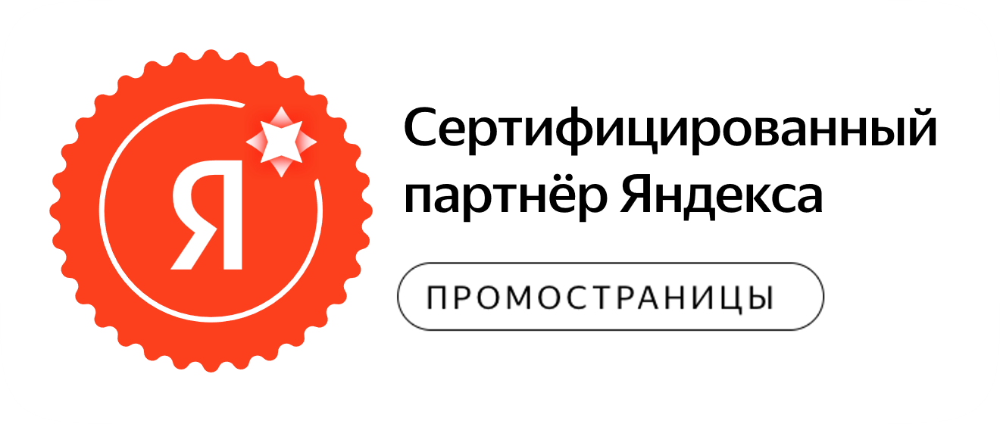 Я
Сертифицированный
партнёр Яндекса
ПРОМОСТРАНИЦЫ